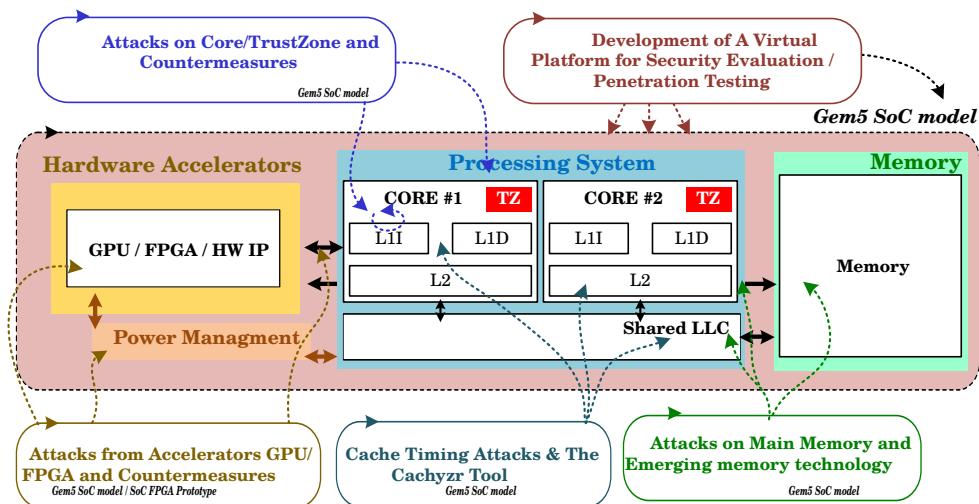 Attacks on Core/TrustZone and
Countermeasures
Gem5 SoC model
Development of A Virtual
Platform for Security Evaluation /
Penetration Testing
Gem5 SoC model
Hardware Accelerators
Processing System
Memory
CORE #1
TZ
CORE #2
TZ
GPU / FPGA / HW IP
L1I
L1D
L1I
L1D
Memory
L2
L2
Power Managment
Shared LLC
Attacks from Accelerators GPU/
FPGA and Countermeasures
Gem5 SoC model / SoC FPGA Prototype
Cache Timing Attacks & The
Cachyzr Tool
Gem5 SoC model
Attacks on Main Memory and
Emerging memory technology
Gem5 SoC model